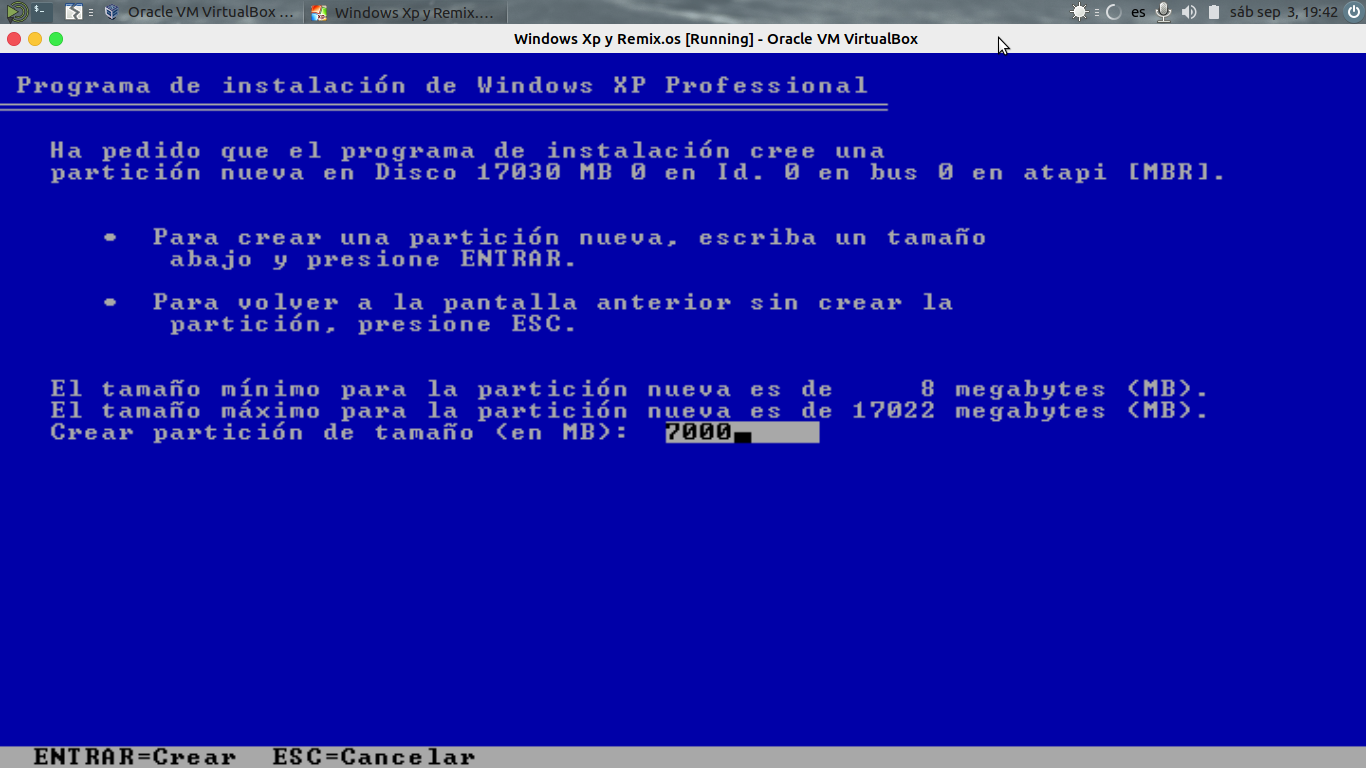 Oracle VM VirtualBox ...
Windows Xp y Remix....
es
sáb sep 3, 19:42
Windows Xp y Remix.os [Running] - Oracle VM VirtualBox
Programa de instalación de Windows XP Professional
Ha pedido que el programa de instalación cree una
partición nueva en Disco 17030 MB 0 en Id. 0 en bus 0 en atapi [MBR].
• Para crear una partición nueva, escriba un tamaño
abajo y presione ENTRAR.
• Para volver a la pantalla anterior sin crear la
partición, presione ESC.
El tamaño mínimo para la partición nueva es de 8 megabytes (MB).
El tamaño máximo para la partición nueva es de 17022 megabytes (MB).
Crear partición de tamaño (en MB): 7000_
ENTRAR=Crear ESC=Cancelar